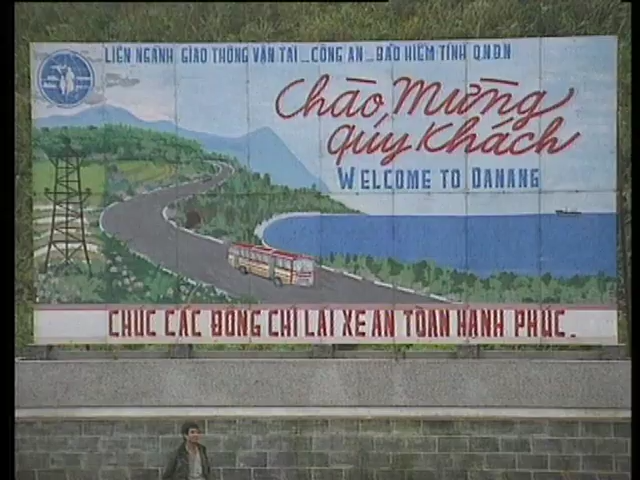 LIÊN NGÀNH GIAO THÔNG VẬN TẢI _ CÔNG AN _ BẢO HIỂM TỈNH Q.N.Đ.N
Chào Mừng
Quý Khách
WELCOME TO DANANG
CHÚC CÁC ĐỒNG CHÍ LÁI XE AN TOÀN HẠNH PHÚC _